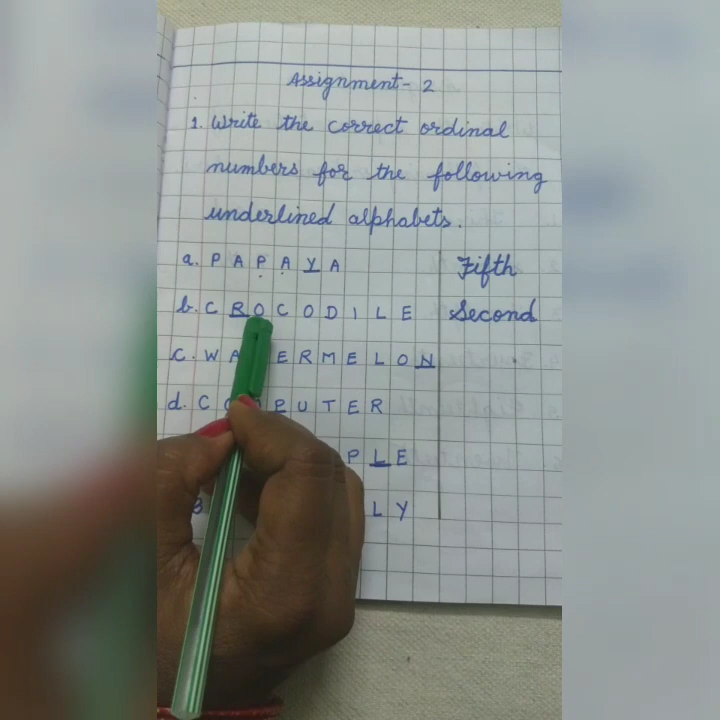 Assignment - 2
1. Write the correct ordinal
numbers for the following
underlined alphabets.
a. P A P A Y A Fifth
b. C R O C O D I L E Second
c. W A E R M E L O N
d. C O P U T E R
P L E
L Y